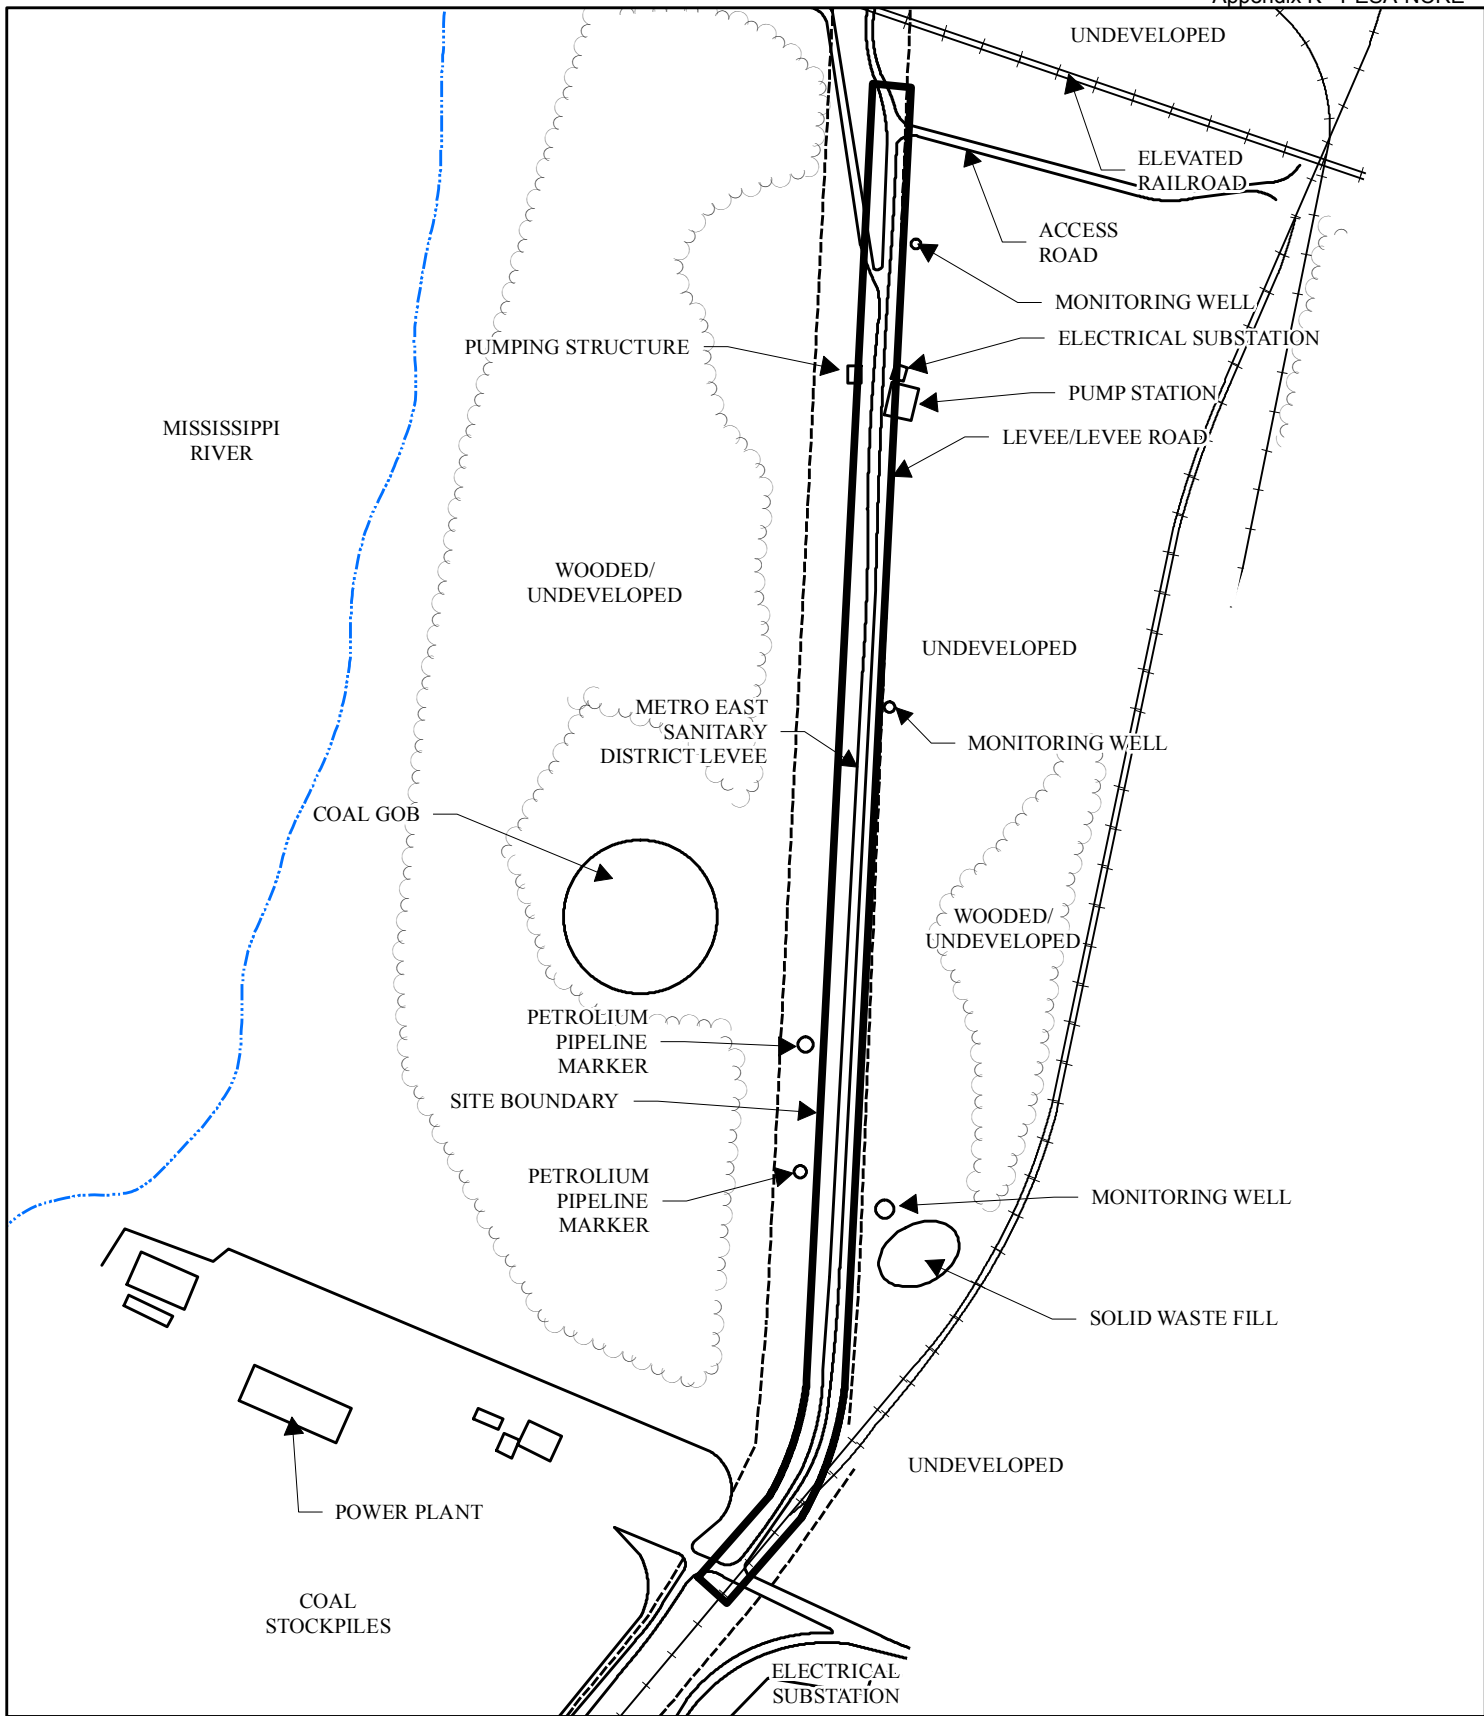 UNDEVELOPED
ELEVATED
RAILROAD
ACCESS
ROAD
MONITORING WELL
PUMPING STRUCTURE
ELECTRICAL SUBSTATION
PUMP STATION
LEVEE/LEVEE ROAD
MISSISSIPPI
RIVER
WOODED/
UNDEVELOPED
UNDEVELOPED
METRO EAST
SANITARY
DISTRICT LEVEE
MONITORING WELL
COAL GOB
WOODED/
UNDEVELOPED
PETROLIUM
PIPELINE
MARKER
SITE BOUNDARY
PETROLIUM
PIPELINE
MARKER
MONITORING WELL
SOLID WASTE FILL
UNDEVELOPED
POWER PLANT
COAL
STOCKPILES
ELECTRICAL
SUBSTATION